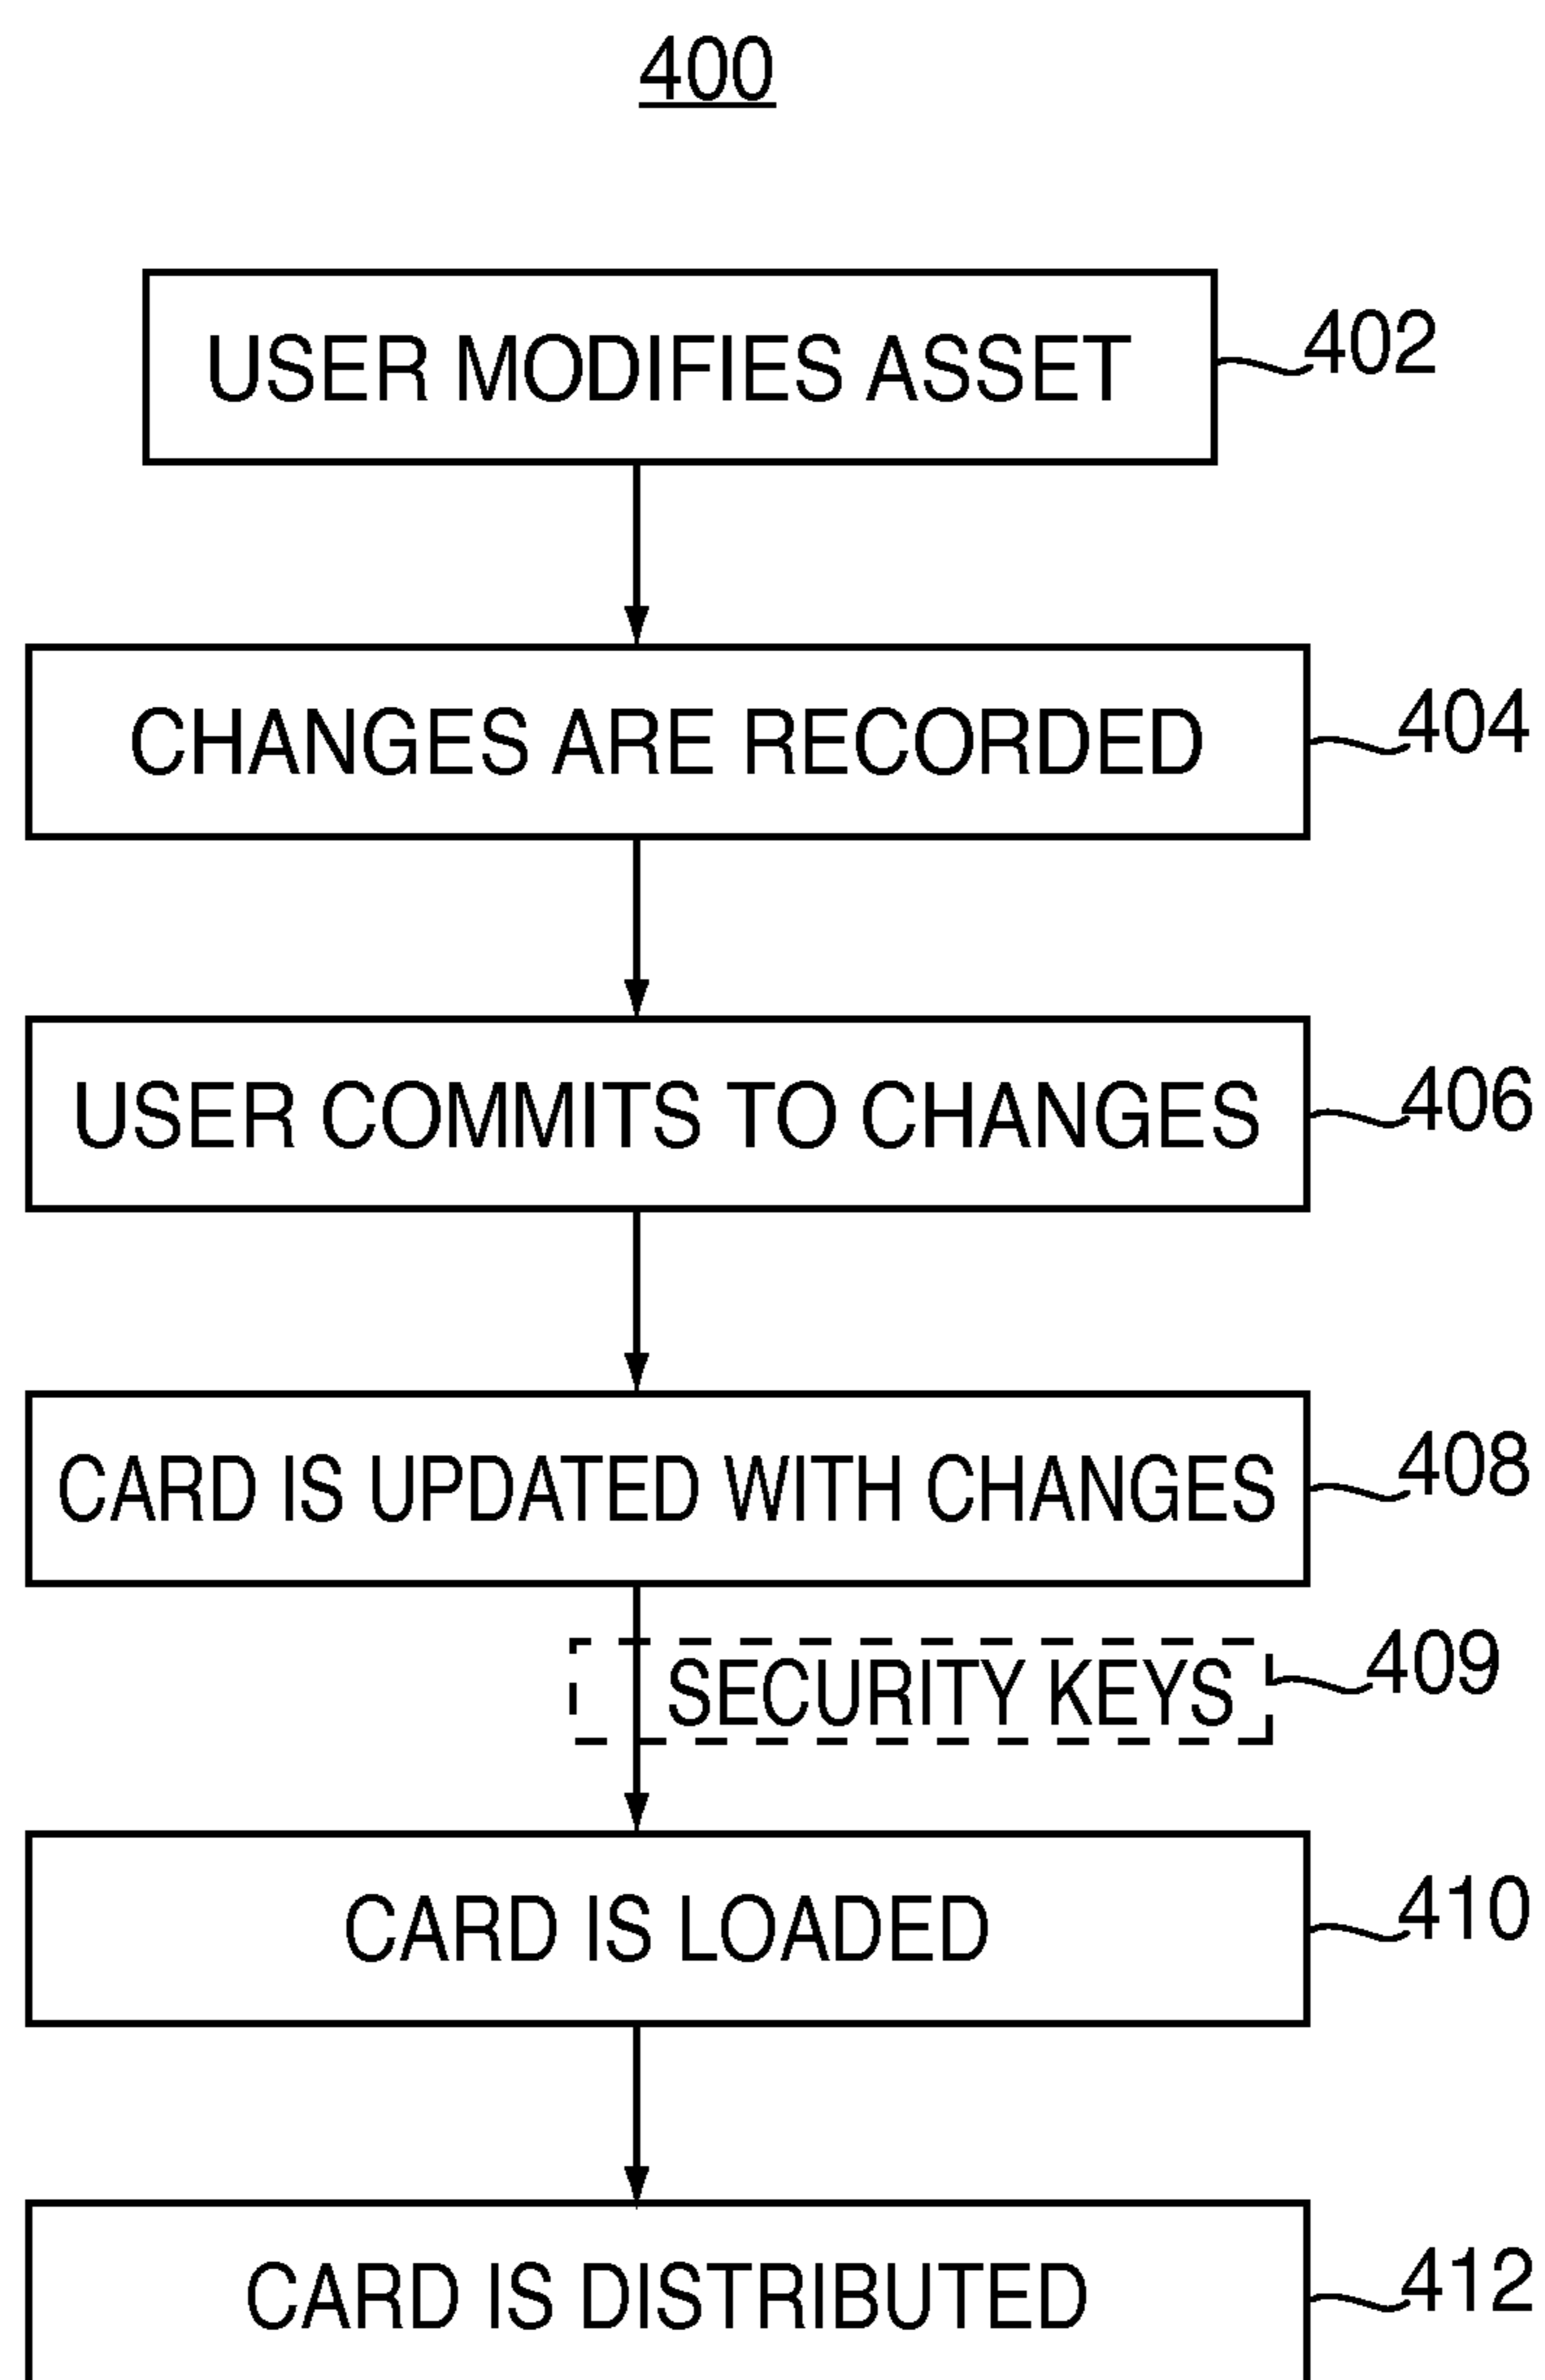 400
USER MODIFIES ASSET
402
CHANGES ARE RECORDED
404
USER COMMITS TO CHANGES
406
CARD IS UPDATED WITH CHANGES
408
SECURITY KEYS
409
CARD IS LOADED
410
CARD IS DISTRIBUTED
412